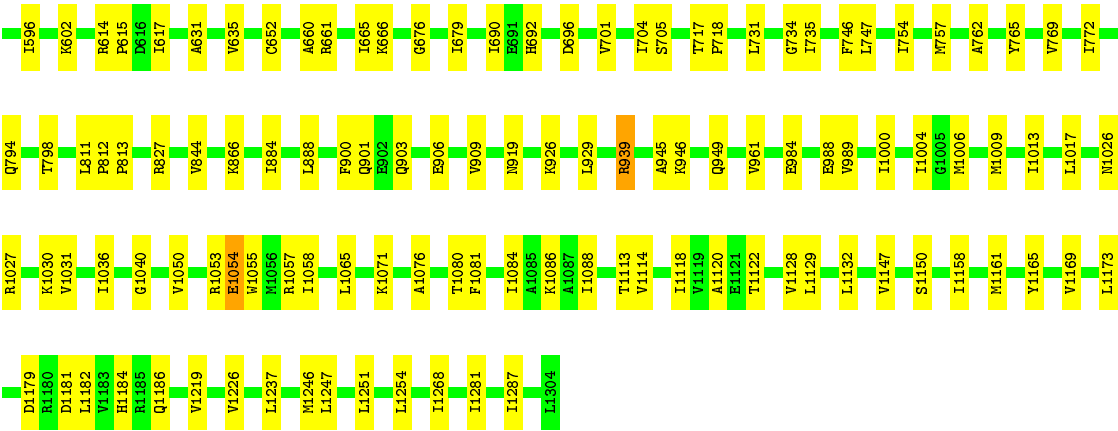 I596 K602 R614 P615 D616 I617 A631 V635 C652 A660 R661 I665 K666 G676 I679 I690 E691 H692 D696 V701 I704 S705 T717 P718 L731 G734 I735 F746 L747 I754 M757 A762 Y765 V769 I772
Q794 T798 L811 P812 P813 R827 V844 K866 I884 L888 F900 Q901 E902 Q903 E906 V909 N919 K926 L929 R939 A945 K946 Q949 V961 E984 E988 V989 I1000 I1004 G1005 M1006 M1009 I1013 L1017 N1026
R1027 K1030 V1031 I1036 G1040 V1050 R1053 E1054 W1055 M1056 R1057 I1058 L1065 K1071 A1076 T1080 F1081 I1084 A1085 K1086 A1087 I1088 T1113 V1114 I1118 V1119 A1120 E1121 T1122 V1128 L1129 L1132 V1147 S1150 I1158 M1161 Y1165 V1169 L1173
D1179 R1180 D1181 L1182 V1183 H1184 R1185 Q1186 V1219 V1226 L1237 M1246 L1247 L1251 L1254 I1268 I1281 I1287 L1304